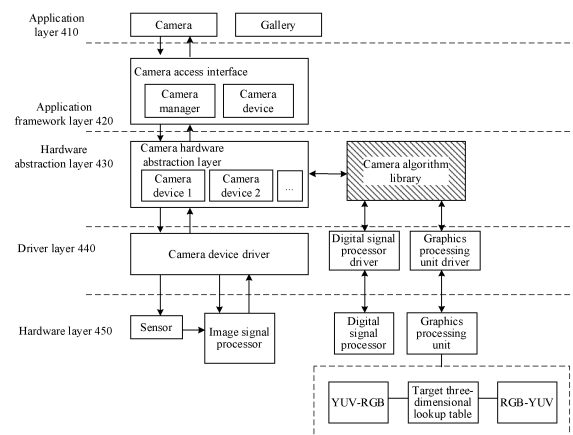 Application
layer 410
Camera
Gallery
Camera access interface
Camera
manager
Camera
device
Application
framework layer 420
Hardware
abstraction layer 430
Camera hardware
abstraction layer
Camera
device 1
Camera
device 2
...
Camera algorithm
library
Driver layer 440
Camera device driver
Digital signal
processor
driver
Graphics
processing
unit driver
Hardware layer 450
Sensor
Image signal
processor
Digital
signal
processor
Graphics
processing
unit
YUV-RGB
Target three-
dimensional
lookup table
RGB-YUV